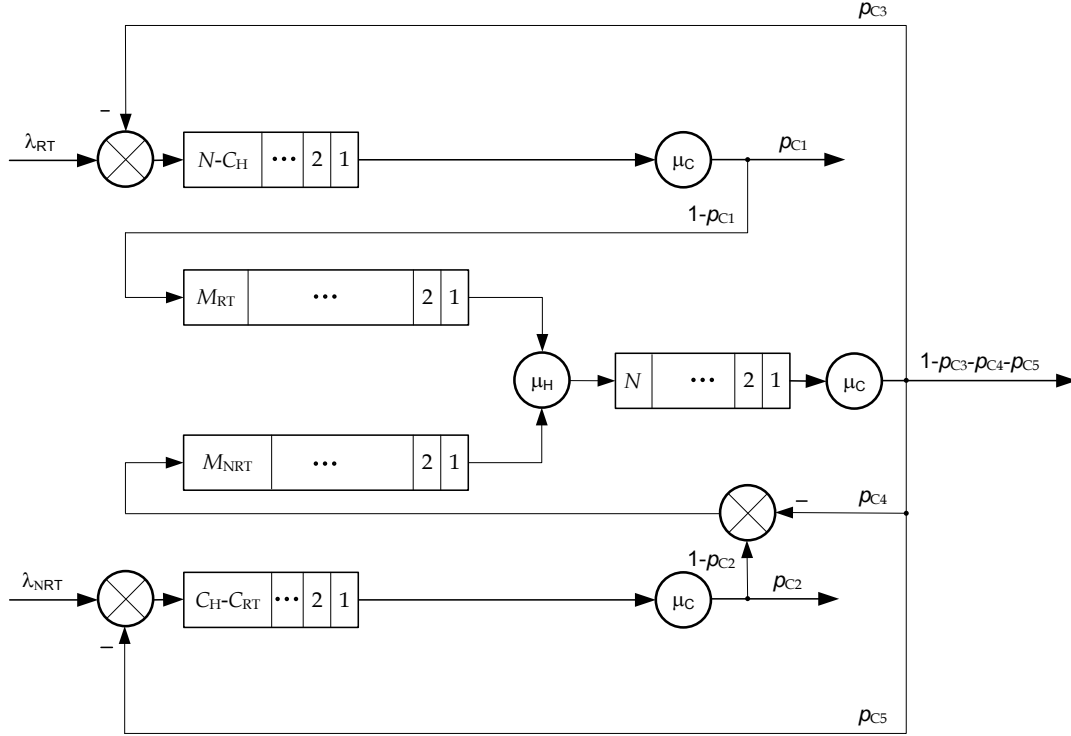 pC3
−
λRT
N-CH ••• 2 1
μC
pC1
1-pC1
MRT ••• 2 1
μH
N ••• 2 1
μC
1-pC3-pC4-pC5
MNRT ••• 2 1
− pC4
1-pC2
λNRT
CH-CRT ••• 2 1
μC
pC2
−
pC5